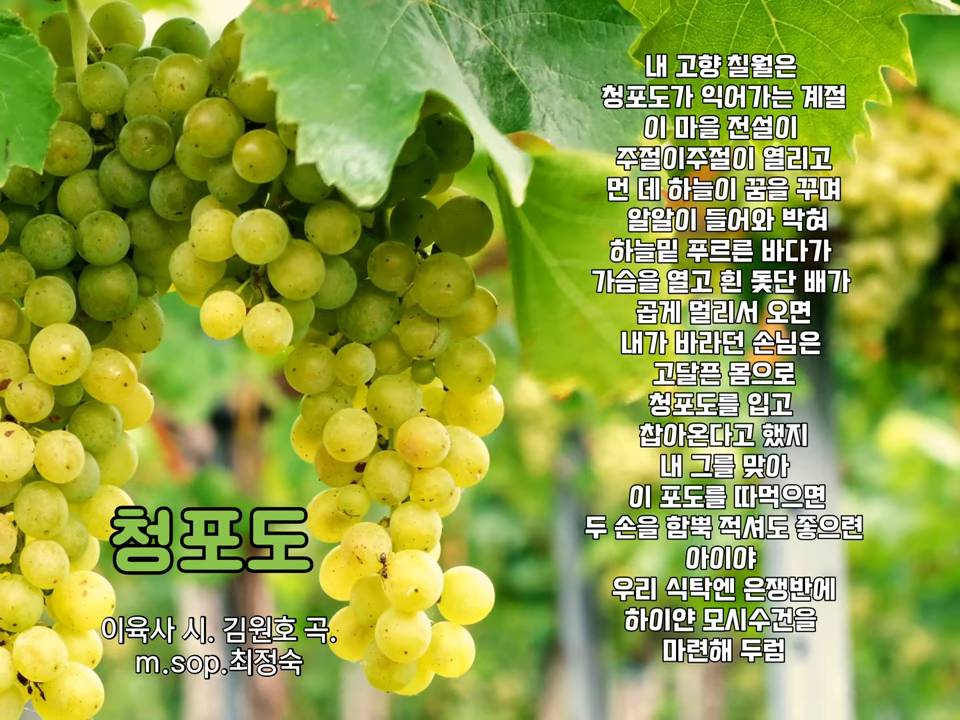 청포도
이육사 시. 김원호 곡.
m.sop.최정숙
내 고향 칠월은
청포도가 익어가는 계절
이 마을 전설이
주절이주절이 열리고
먼 데 하늘이 꿈을 꾸며
알알이 들어와 박혀
하늘밑 푸르른 바다가
가슴을 열고 흰 돛단 배가
곱게 멀리서 오면
내가 바라던 손님은
고달픈 몸으로
청포도를 입고
찹아온다고 했지
내 그를 맞아
이 포도를 따먹으면
두 손을 함뿍 적셔도 좋으련
아이야
우리 식탁엔 은쟁반에
하이얀 모시수건을
마련해 두럼